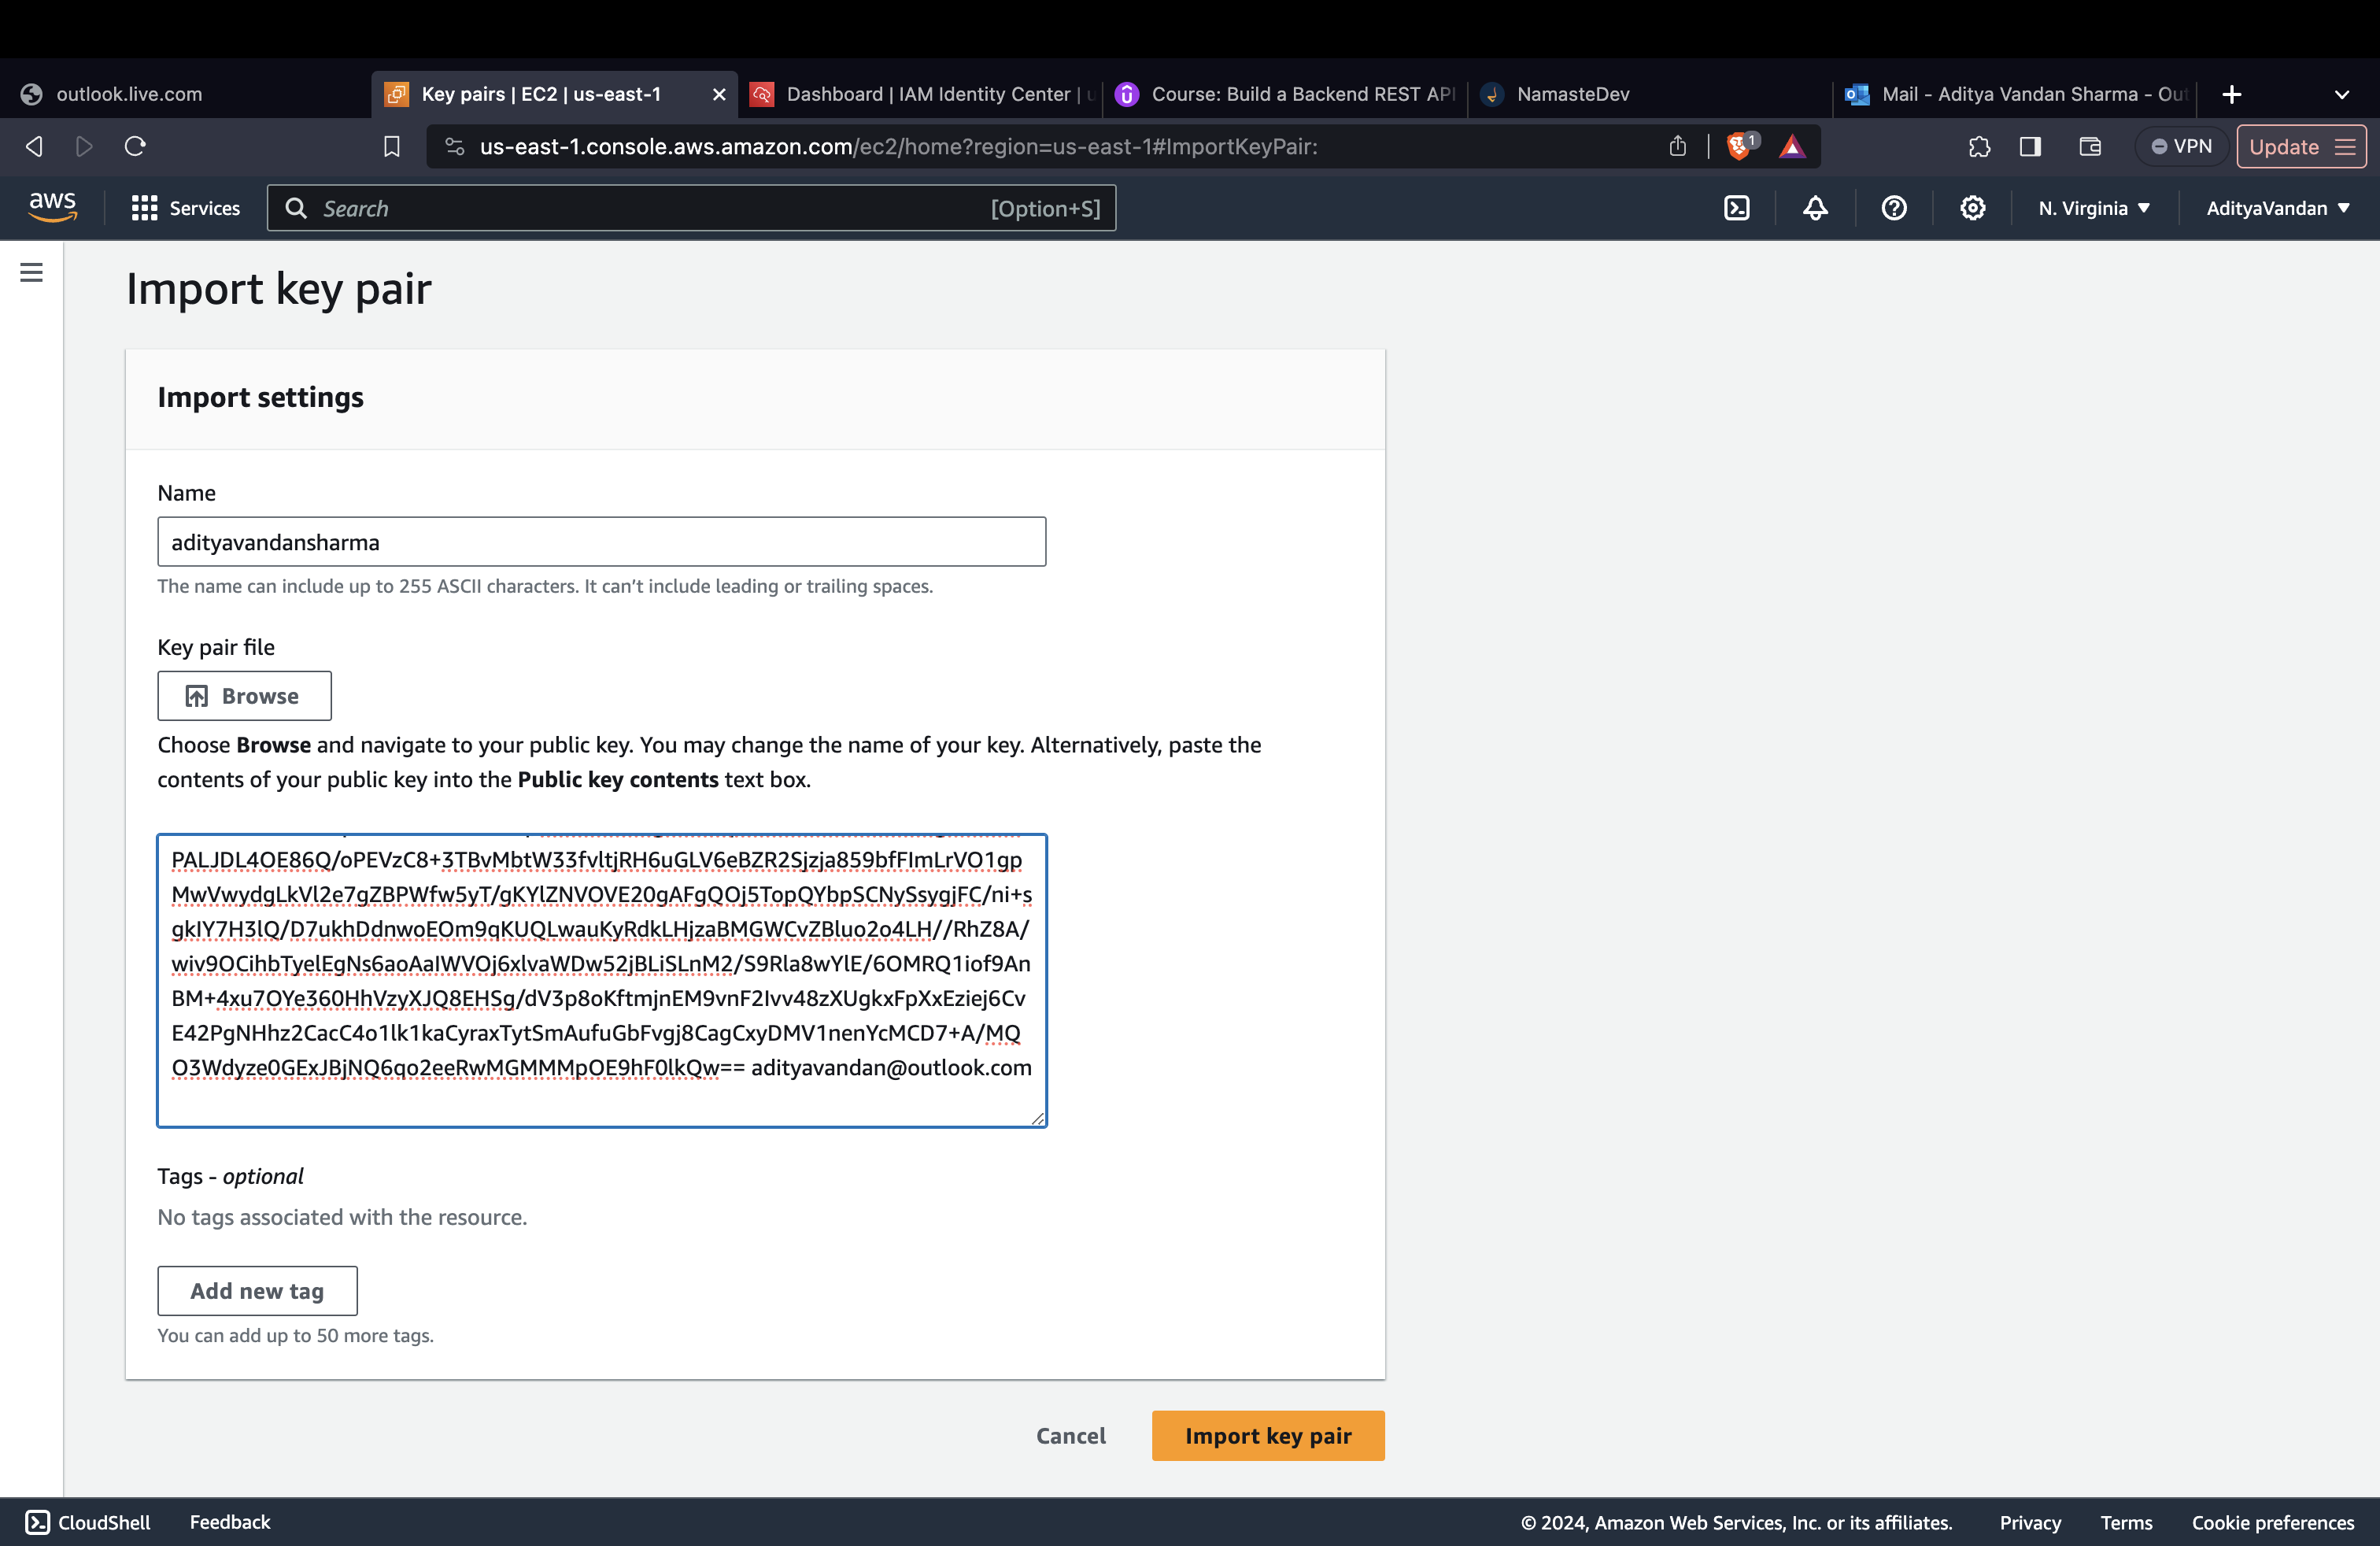 outlook.live.com
Key pairs | EC2 | us-east-1
Dashboard | IAM Identity Center | u
Course: Build a Backend REST API
NamasteDev
Mail - Aditya Vandan Sharma - Out
us-east-1.console.aws.amazon.com/ec2/home?region=us-east-1#ImportKeyPair:
1
VPN
Update
aws
Services
Search
[Option+S]
N. Virginia
AdityaVandan
Import key pair
Import settings
Name
adityavandansharma
The name can include up to 255 ASCII characters. It can't include leading or trailing spaces.
Key pair file
Browse
Choose Browse and navigate to your public key. You may change the name of your key. Alternatively, paste the
contents of your public key into the Public key contents text box.
PALJDL4OE86Q/oPEVzC8+3TBvMbtW33fvltjRH6uGLV6eBZR2Sjzja859bfFImLrVO1gp
MwVwydgLkVl2e7gZBPWfw5yT/gKYlZNVOVE20gAFgQOj5TopQYbpSCNySsygjFC/ni+s
gkIY7H3lQ/D7ukhDdnwoEOm9qKUQLwauKyRdkLHjzaBMGWCvZBluo2o4LH//RhZ8A/
wiv9OCihbTyelEgNs6aoAaIWVOj6xlvaWDw52jBLiSLnM2/S9Rla8wYlE/6OMRQ1iof9An
BM+4xu7OYe360HhVzyXJQ8EHSg/dV3p8oKftmjnEM9vnF2Ivv48zXUgkxFpXxEziej6Cv
E42PgNHhz2CacC4o1lk1kaCyraxTytSmAufuGbFvgj8CagCxyDMV1nenYcMCD7+A/MQ
O3Wdyze0GExJBjNQ6qo2eeRwMGMMMpOE9hF0lkQw== adityavandan@outlook.com
Tags - optional
No tags associated with the resource.
Add new tag
You can add up to 50 more tags.
Cancel
Import key pair
CloudShell
Feedback
© 2024, Amazon Web Services, Inc. or its affiliates.
Privacy
Terms
Cookie preferences